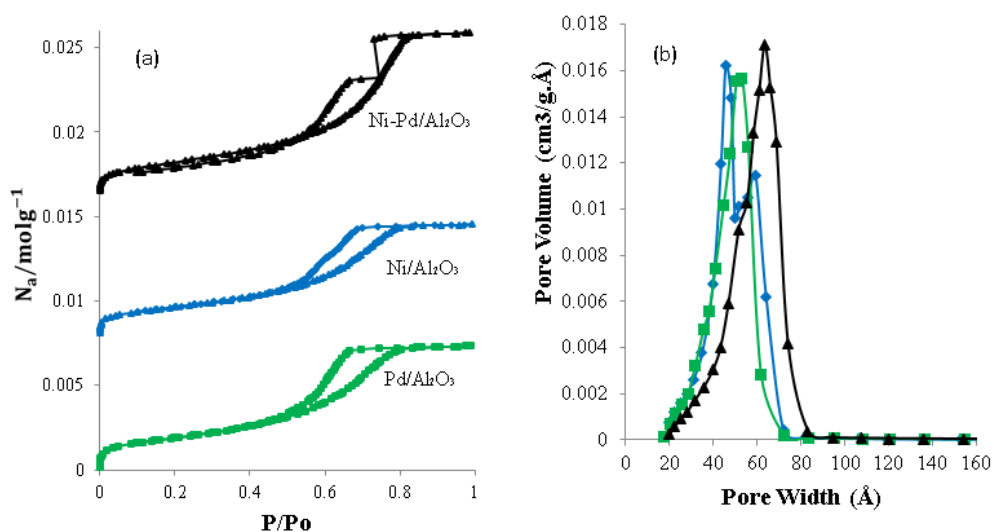 (a)
Nₐ/molg⁻¹
0.025
0.02
0.015
0.01
0.005
0
Ni-Pd/Al₂O₃
Ni/Al₂O₃
Pd/Al₂O₃
0 0.2 0.4 0.6 0.8 1
P/Po
(b)
Pore Volume (cm3/g.Å)
0.018
0.016
0.014
0.012
0.01
0.008
0.006
0.004
0.002
0
0 20 40 60 80 100 120 140 160
Pore Width (Å)